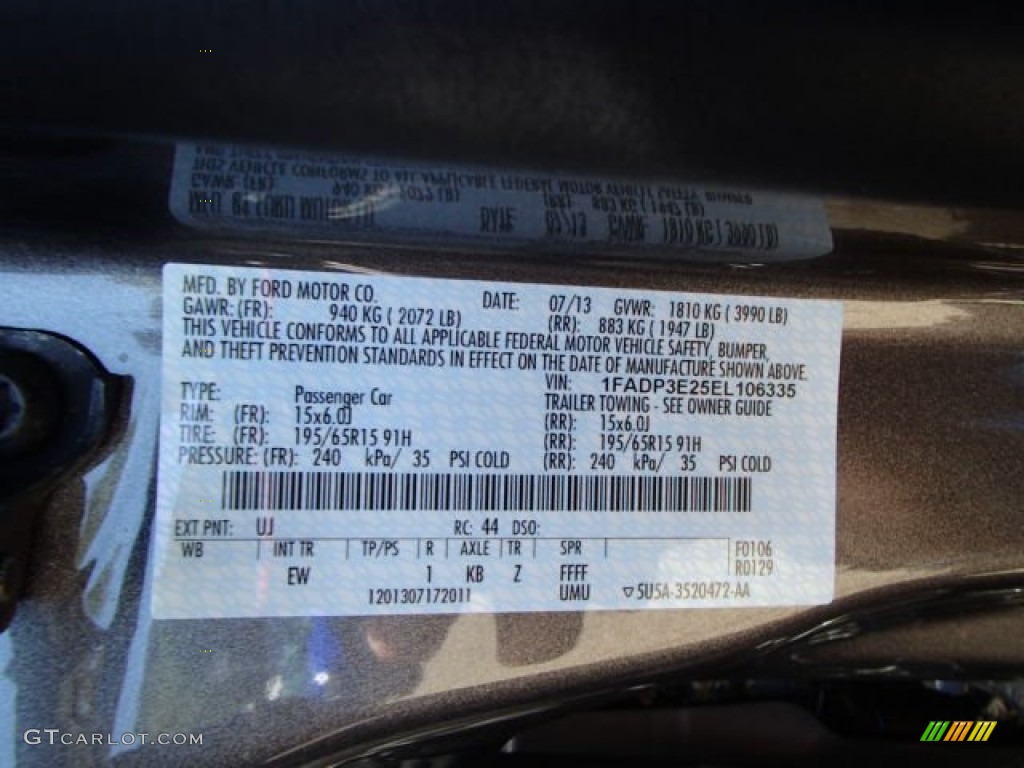 MFD. BY FORD MOTOR CO. DATE: 07/13 GVWR: 1810 KG ( 3990 LB)
GAWR: (FR): 940 KG ( 2072 LB) (RR): 883 KG ( 1947 LB)
THIS VEHICLE CONFORMS TO ALL APPLICABLE FEDERAL MOTOR VEHICLE SAFETY, BUMPER,
AND THEFT PREVENTION STANDARDS IN EFFECT ON THE DATE OF MANUFACTURE SHOWN ABOVE.
VIN: 1FADP3E25EL106335
TYPE: Passenger Car TRAILER TOWING - SEE OWNER GUIDE
RIM: (FR): 15x6.0J (RR): 15x6.0J
TIRE: (FR): 195/65R15 91H (RR): 195/65R15 91H
PRESSURE: (FR): 240 kPa/ 35 PSI COLD (RR): 240 kPa/ 35 PSI COLD
EXT PNT: UJ RC: 44 DSO:
WB INT TR TP/PS R AXLE TR SPR F0106
R0129
EW 1 KB Z FFFF
1201307172011 UMU ▽5U5A-3520472-AA
GTCARLOT.COM